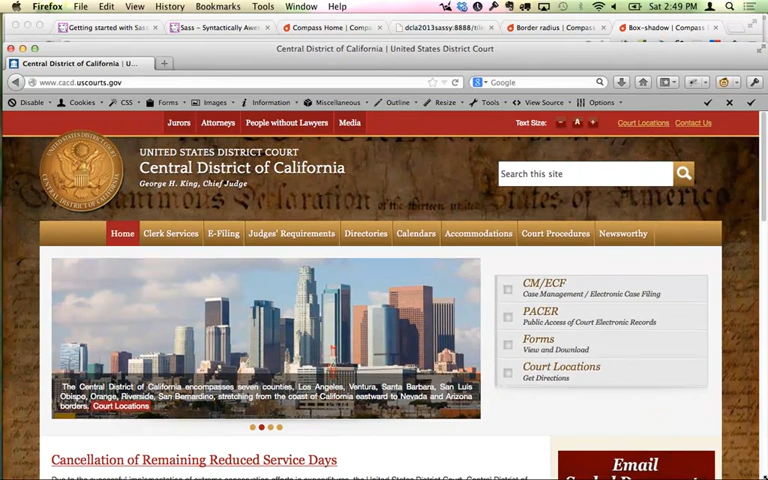 Firefox File Edit View History Bookmarks Tools Window Help Sat 2:49 PM
Getting started with Sass Sass - Syntactically Awe Compass Home | Compa dcla2013sassy:8888/ Border radius | Compass Box-shadow | Compass
Central District of California | United States District Court
Central District of California | U...
www.cacd.uscourts.gov Google
Disable Cookies CSS Forms Images Information Miscellaneous Outline Resize Tools View Source Options
Jurors Attorneys People without Lawyers Media Text Size: - A + Court Locations Contact Us
UNITED STATES DISTRICT COURT
Central District of California
George H. King, Chief Judge
Search this site
Home Clerk Services E-Filing Judges' Requirements Directories Calendars Accommodations Court Procedures Newsworthy
CM/ECF
Case Management / Electronic Case Filing
PACER
Public Access of Court Electronic Records
Forms
View and Download
Court Locations
Get Directions
The Central District of California encompasses seven counties, Los Angeles, Ventura, Santa Barbara, San Luis
Obispo, Orange, Riverside, San Bernardino, stretching from the coast of California eastward to Nevada and Arizona
borders. Court Locations
Cancellation of Remaining Reduced Service Days
Email